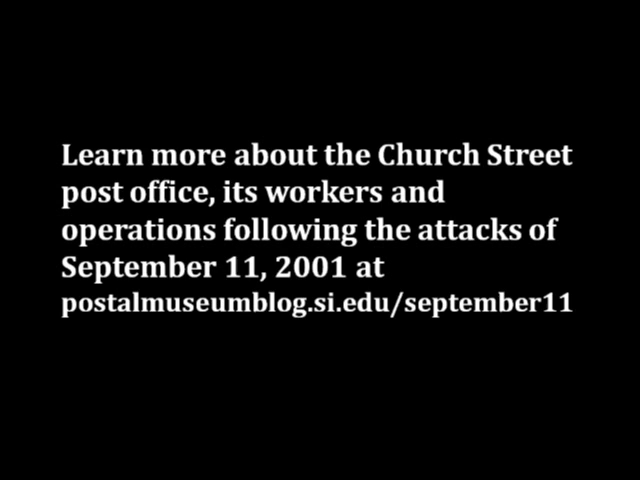 Learn more about the Church Street
post office, its workers and
operations following the attacks of
September 11, 2001 at
postalmuseumblog.si.edu/september11